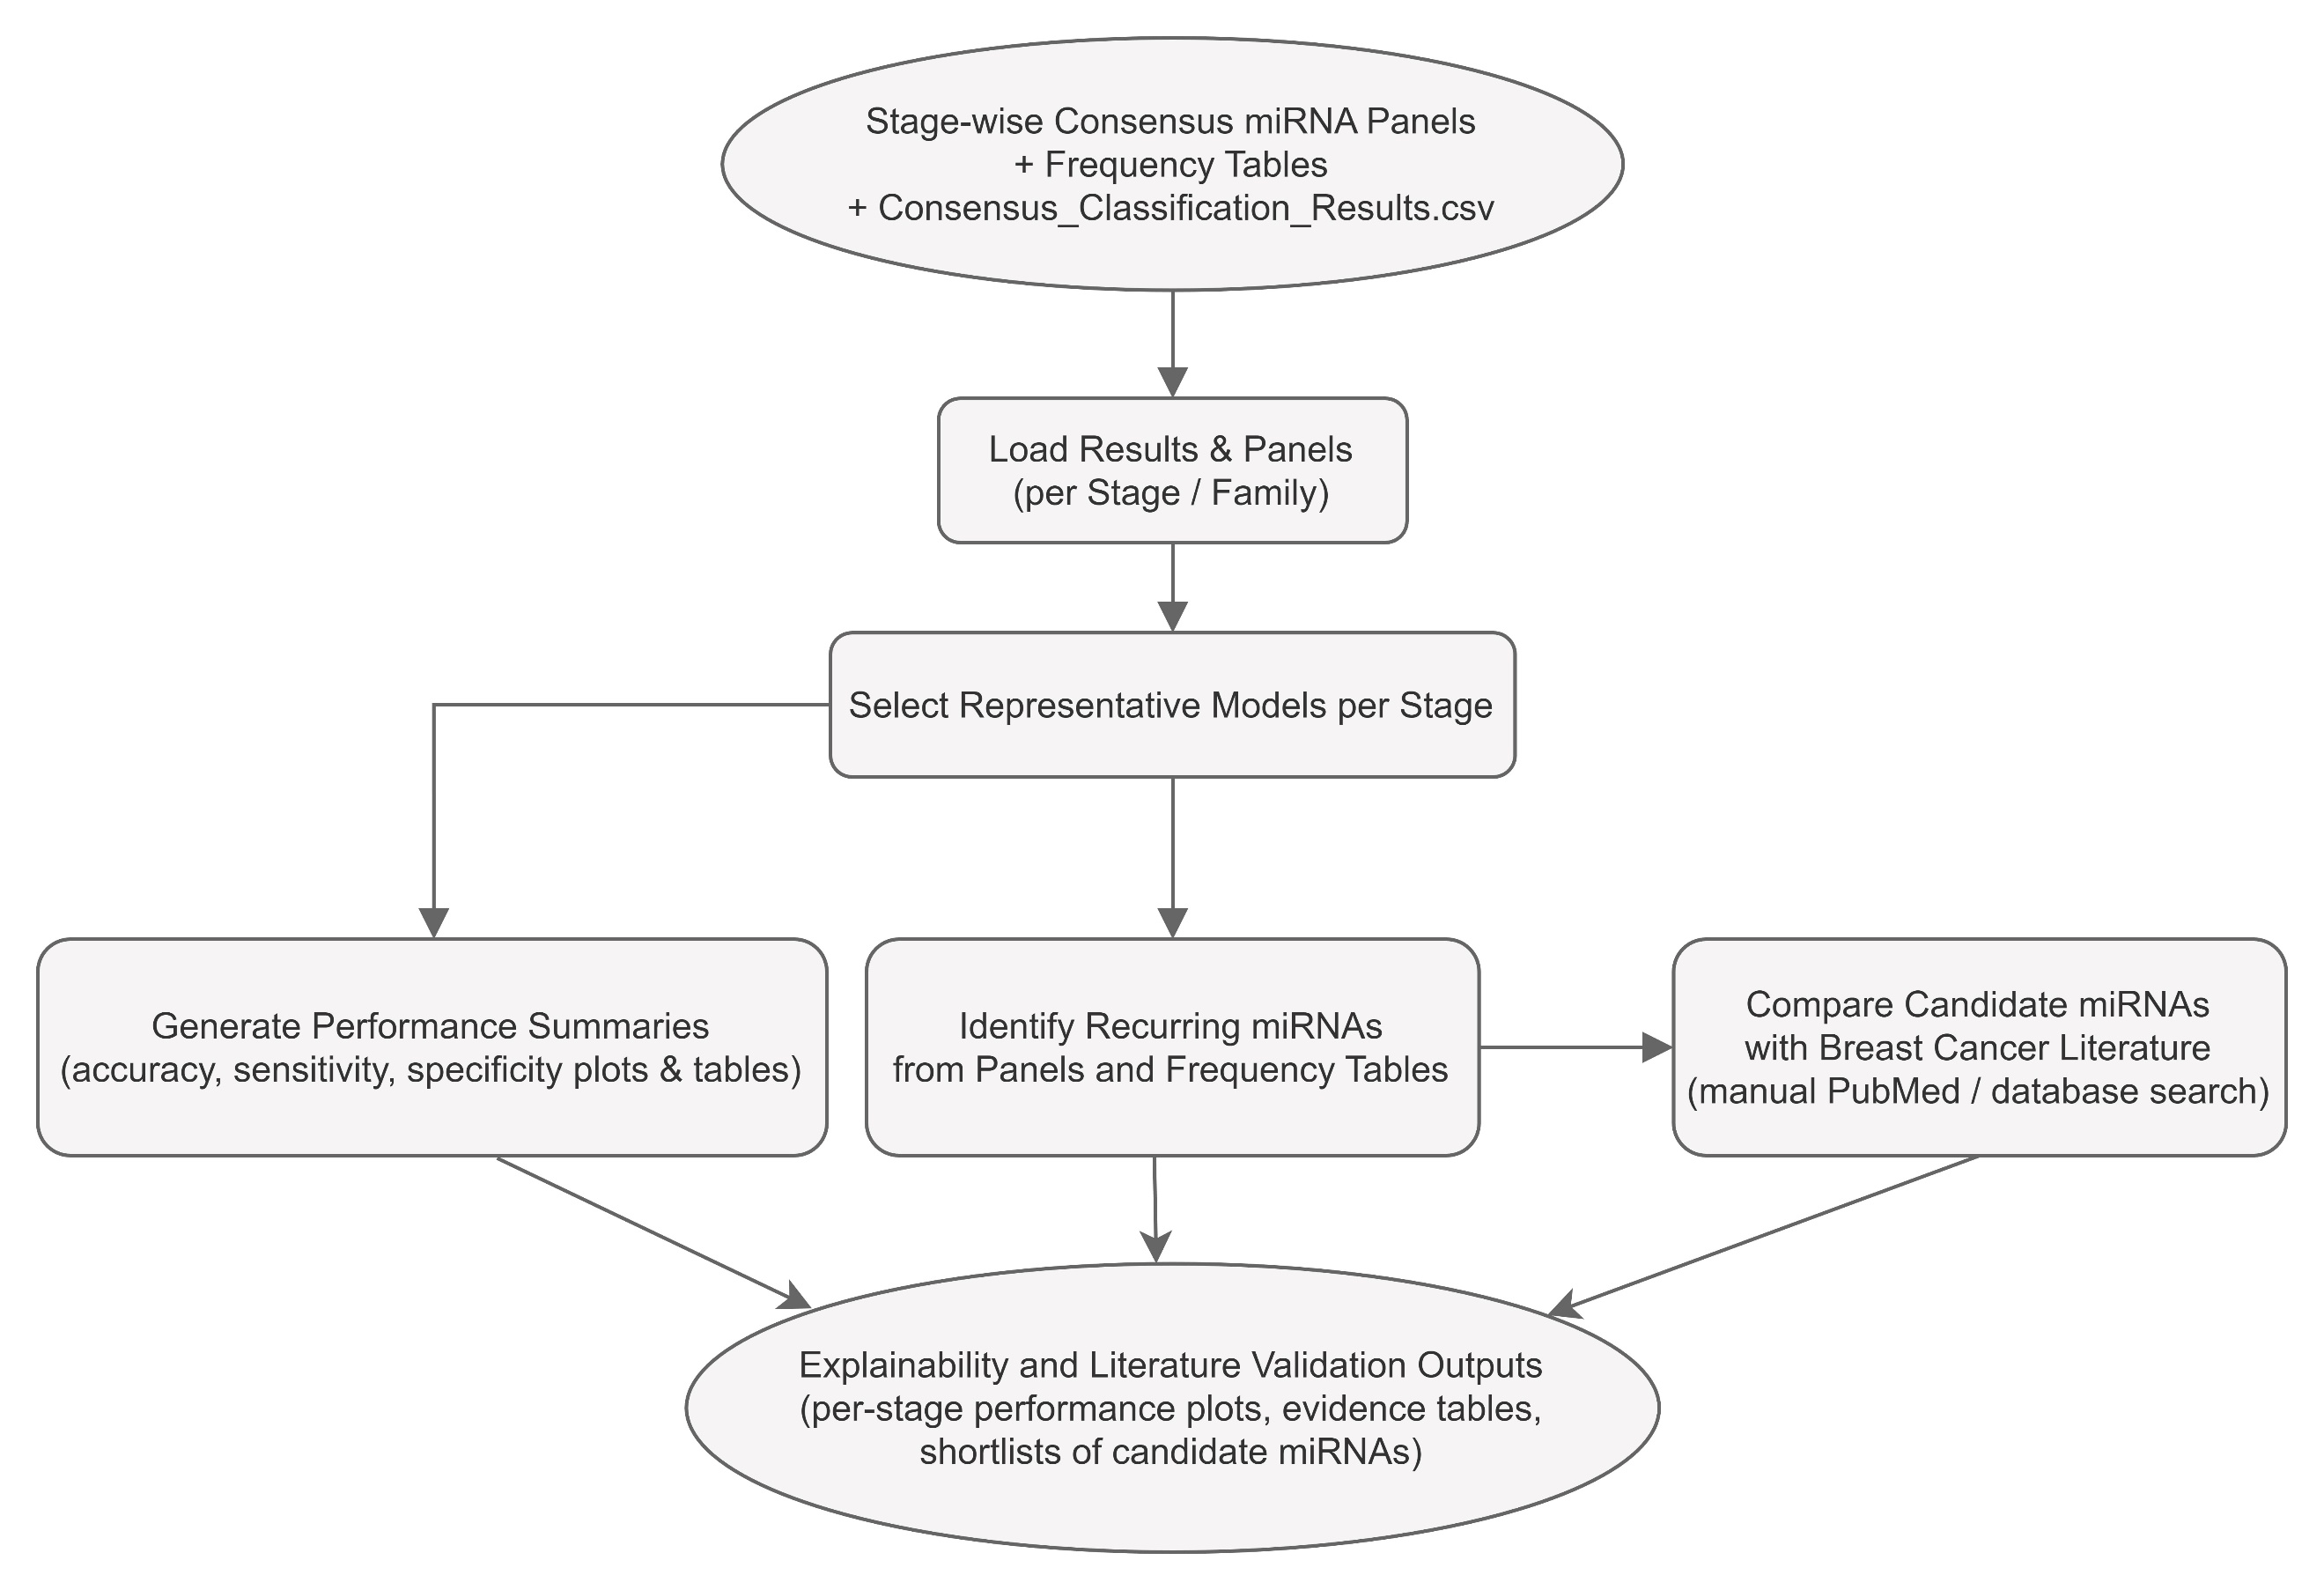 Stage-wise Consensus miRNA Panels
+ Frequency Tables
+ Consensus_Classification_Results.csv
Load Results & Panels
(per Stage / Family)
Select Representative Models per Stage
Generate Performance Summaries
(accuracy, sensitivity, specificity plots & tables)
Identify Recurring miRNAs
from Panels and Frequency Tables
Compare Candidate miRNAs
with Breast Cancer Literature
(manual PubMed / database search)
Explainability and Literature Validation Outputs
(per-stage performance plots, evidence tables,
shortlists of candidate miRNAs)